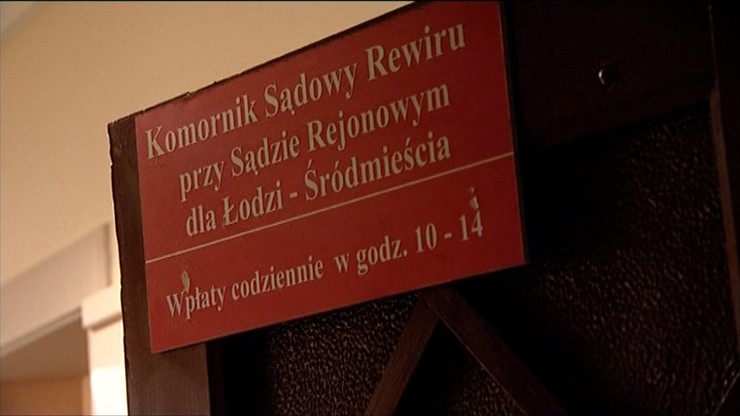 Komornik Sądowy Rewiru
przy Sądzie Rejonowym
dla Łodzi - Śródmieścia
Wpłaty codziennie w godz. 10 - 14